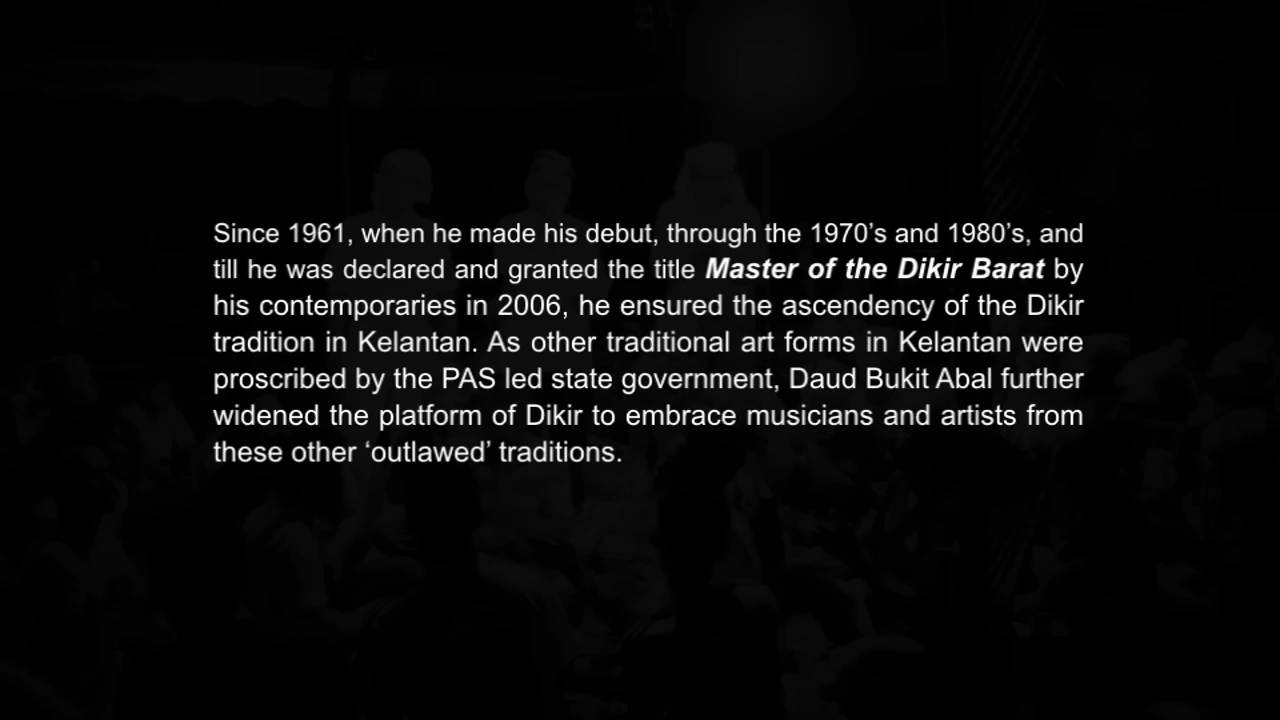 Since 1961, when he made his debut, through the 1970’s and 1980’s, and
till he was declared and granted the title Master of the Dikir Barat by
his contemporaries in 2006, he ensured the ascendency of the Dikir
tradition in Kelantan. As other traditional art forms in Kelantan were
proscribed by the PAS led state government, Daud Bukit Abal further
widened the platform of Dikir to embrace musicians and artists from
these other ‘outlawed’ traditions.